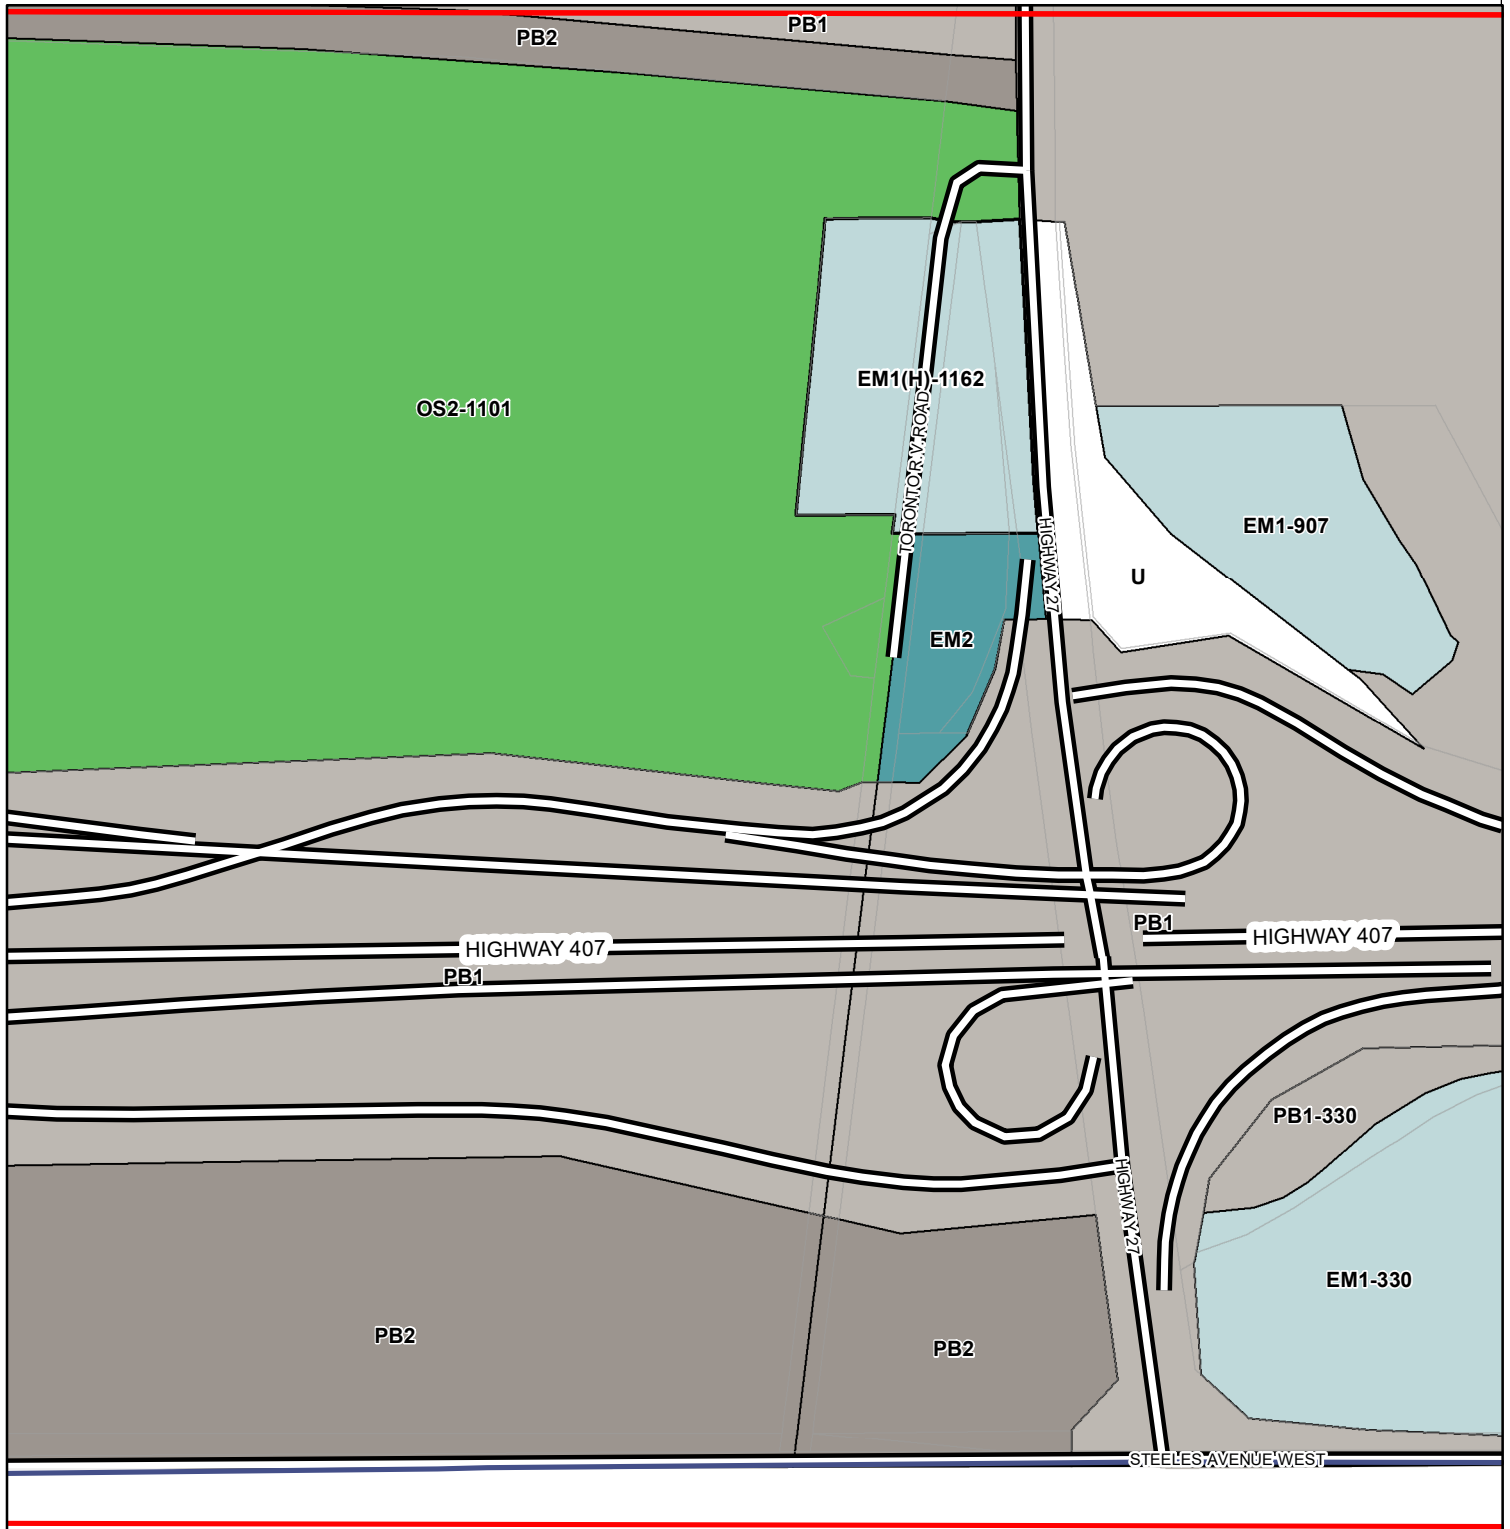 PB1
PB2
EM1(H)-1162
OS2-1101
TORONTO R.V. ROAD
HIGHWAY 27
EM1-907
U
EM2
PB1
HIGHWAY 407
HIGHWAY 407
PB1
PB1-330
HIGHWAY 27
EM1-330
PB2
PB2
STEELES AVENUE WEST